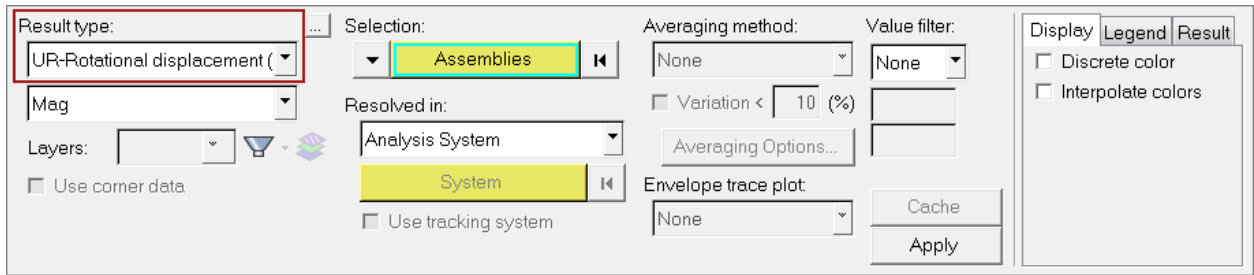 Result type:
...
UR-Rotational displacement (
Mag
Layers:
Use corner data
Selection:
Assemblies
Resolved in:
Analysis System
System
Use tracking system
Averaging method:
None
Variation < 10 (%)
Averaging Options...
Envelope trace plot:
None
Value filter:
None
Cache
Apply
Display Legend Result
Discrete color
Interpolate colors